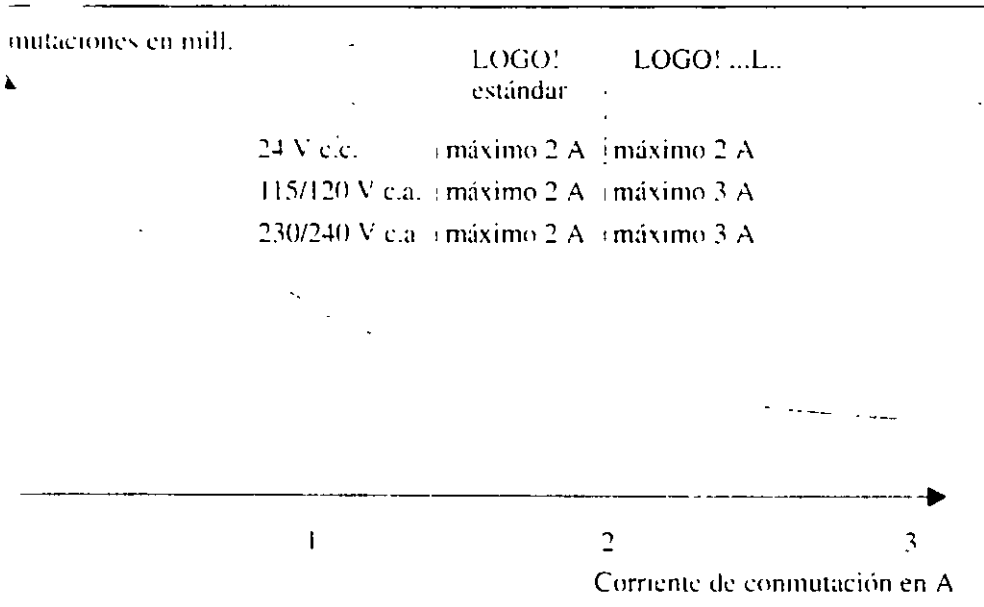 mutaciones en mill.
LOGO! LOGO! ...L..
estándar
24 V c.c. máximo 2 A máximo 2 A
115/120 V c.a. máximo 2 A máximo 3 A
230/240 V c.a máximo 2 A máximo 3 A
1 2 3
Corriente de conmutación en A